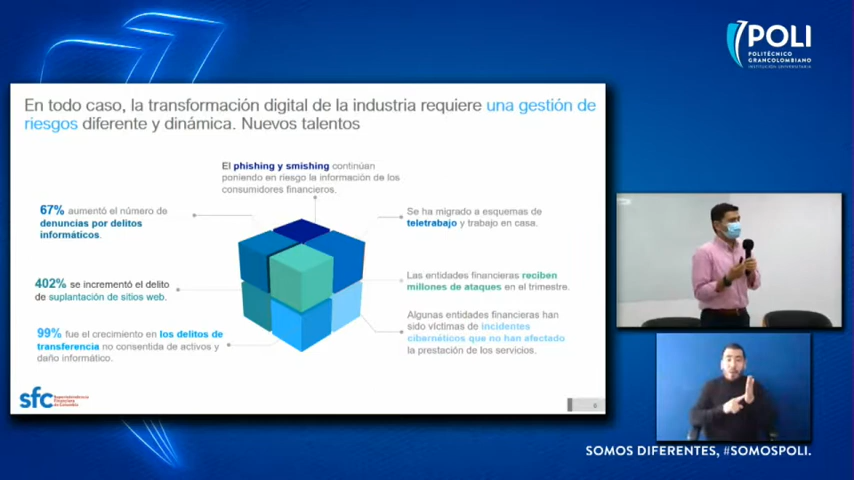 POLI
POLITÉCNICO
GRANCOLOMBIANO
INSTITUCIÓN UNIVERSITARIA
En todo caso, la transformación digital de la industria requiere una gestión de
riesgos diferente y dinámica. Nuevos talentos
El phishing y smishing continúan
poniendo en riesgo la información de los
consumidores financieros.
67% aumentó el número de
denuncias por delitos
informáticos.
Se ha migrado a esquemas de
teletrabajo y trabajo en casa.
402% se incrementó el delito
de suplantación de sitios web.
Las entidades financieras reciben
millones de ataques en el trimestre.
99% fue el crecimiento en los delitos de
transferencia no consentida de activos y
daño informático.
Algunas entidades financieras han
sido víctimas de incidentes
cibernéticos que no han afectado
la prestación de los servicios.
sfc
Superintendencia
Financiera
de Colombia
SOMOS DIFERENTES, #SOMOSPOLI.